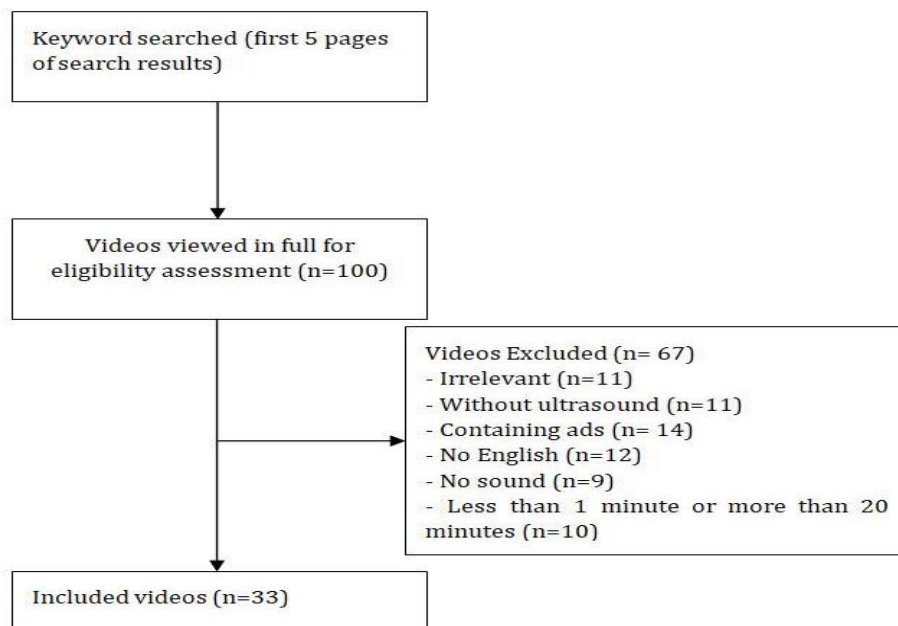 Keyword searched (first 5 pages
of search results)
Videos viewed in full for
eligibility assessment (n=100)
Videos Excluded (n= 67)
- Irrelevant (n=11)
- Without ultrasound (n=11)
- Containing ads (n= 14)
- No English (n=12)
- No sound (n=9)
- Less than 1 minute or more than 20
minutes (n=10)
Included videos (n=33)